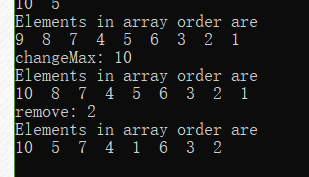 10 5
Elements in array order are
9 8 7 4 5 6 3 2 1
changeMax: 10
Elements in array order are
10 8 7 4 5 6 3 2 1
remove: 2
Elements in array order are
10 5 7 4 1 6 3 2